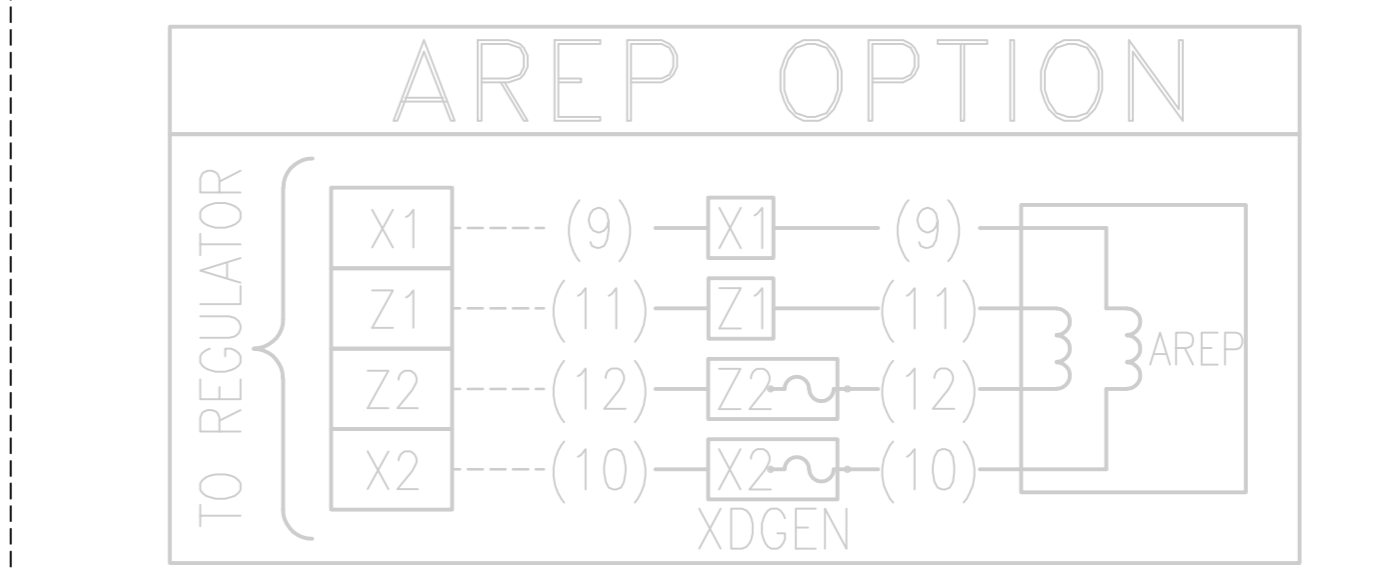 AREP OPTION
TO REGULATOR
X1 (9) X1 (9)
Z1 (11) Z1 (11)
AREP
Z2 (12) Z2 (12)
X2 (10) X2 (10)
XDGEN